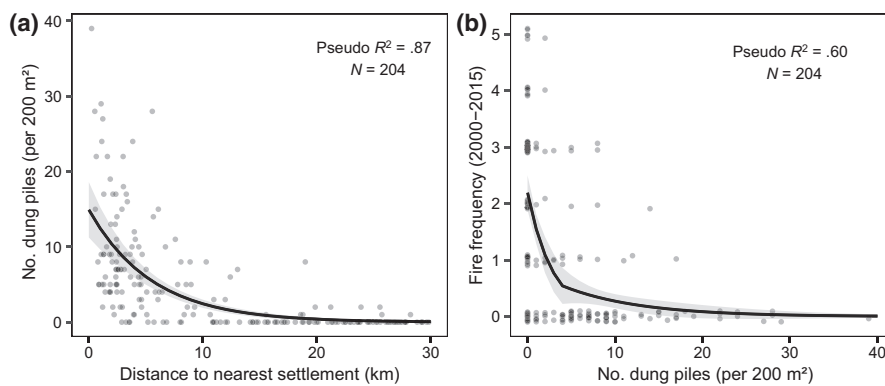 (a)
Pseudo R² = .87
N = 204
No. dung piles (per 200 m²)
40
30
20
10
0
0 10 20 30
Distance to nearest settlement (km)
(b)
Pseudo R² = .60
N = 204
Fire frequency (2000−2015)
5
4
3
2
1
0
0 10 20 30 40
No. dung piles (per 200 m²)